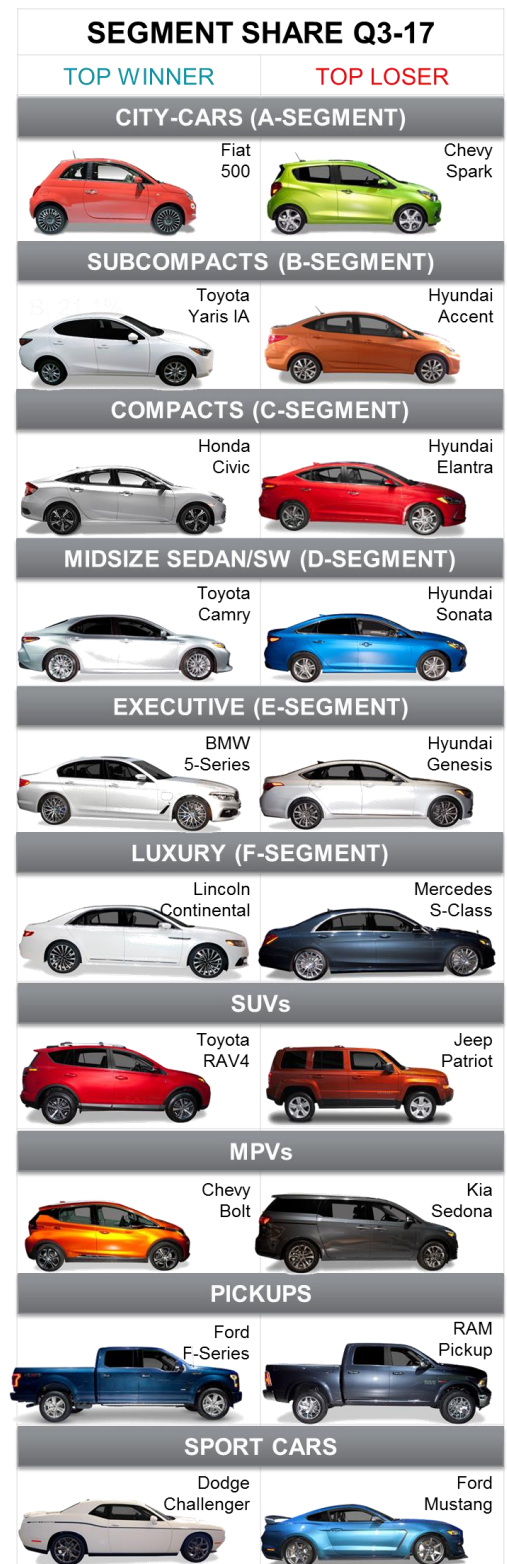 SEGMENT SHARE Q3-17
TOP WINNER
TOP LOSER
CITY-CARS (A-SEGMENT)
Fiat
500
Chevy
Spark
SUBCOMPACTS (B-SEGMENT)
Toyota
Yaris IA
Hyundai
Accent
COMPACTS (C-SEGMENT)
Honda
Civic
Hyundai
Elantra
MIDSIZE SEDAN/SW (D-SEGMENT)
Toyota
Camry
Hyundai
Sonata
EXECUTIVE (E-SEGMENT)
BMW
5-Series
Hyundai
Genesis
LUXURY (F-SEGMENT)
Lincoln
Continental
Mercedes
S-Class
SUVs
Toyota
RAV4
Jeep
Patriot
MPVs
Chevy
Bolt
Kia
Sedona
PICKUPS
Ford
F-Series
RAM
Pickup
SPORT CARS
Dodge
Challenger
Ford
Mustang